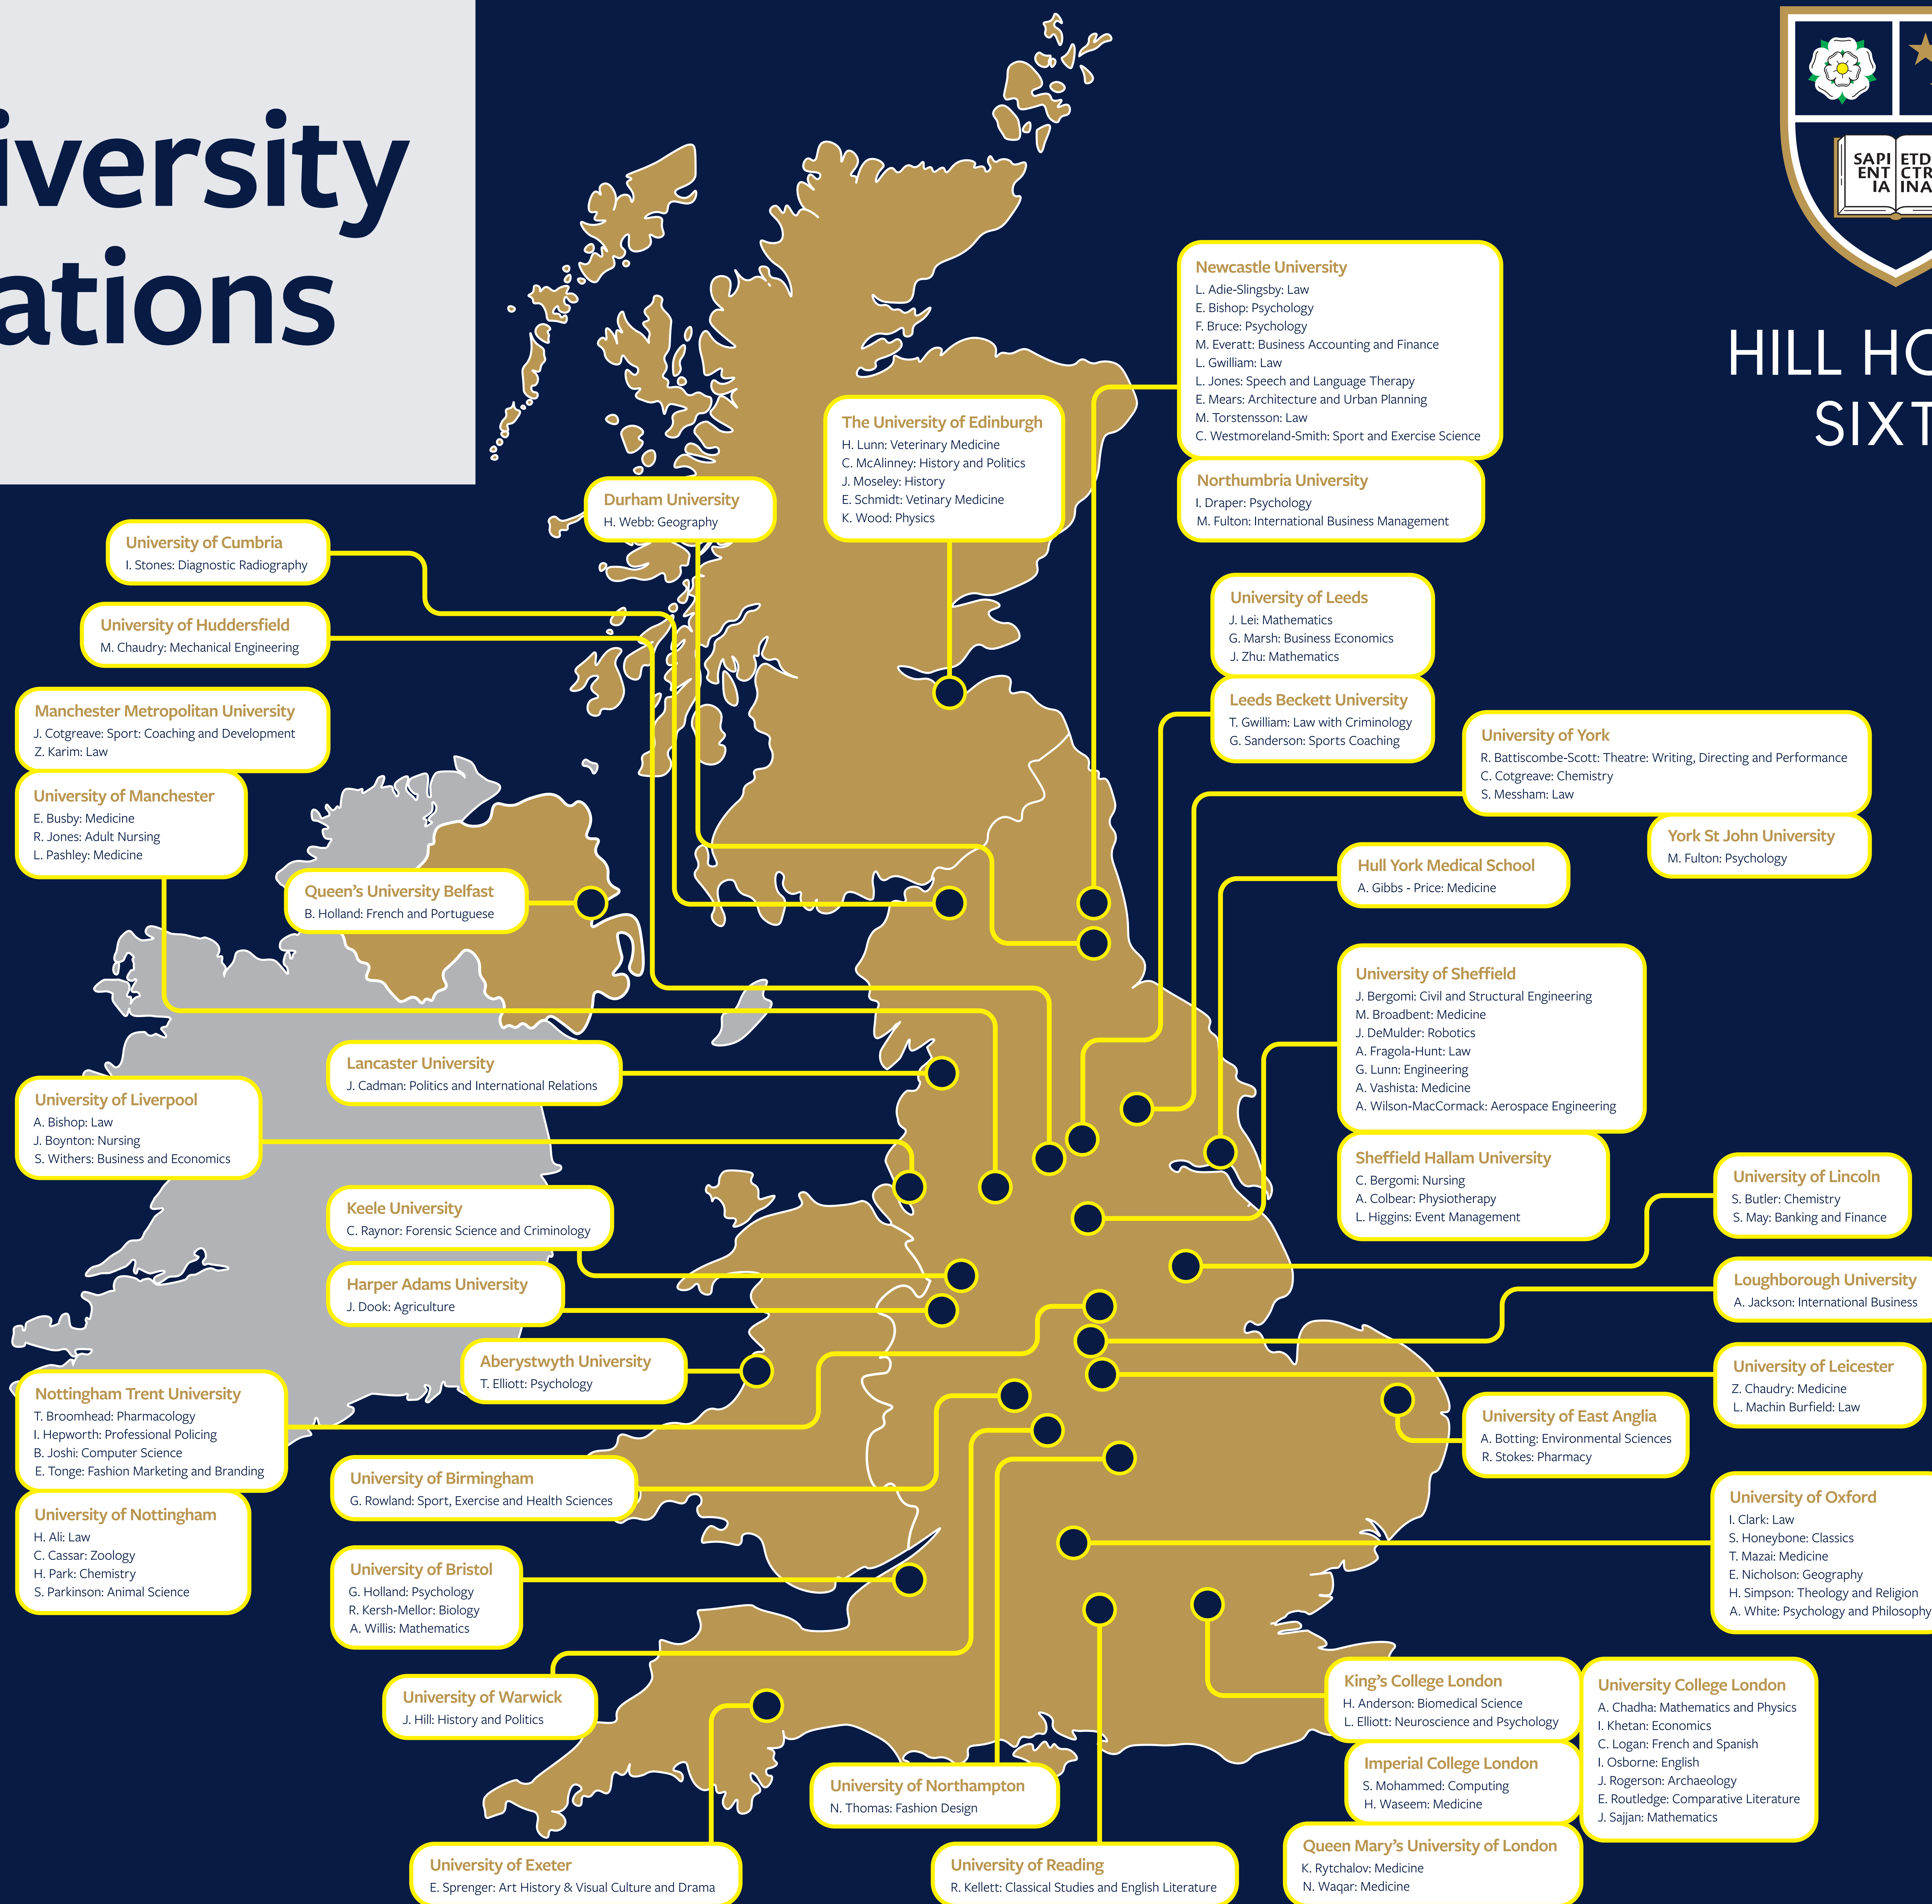 iversity
ations
SAPI ETD
ENT CTR
IA INA
HILL HO
SIXT
Newcastle University
L. Adie-Slingsby: Law
E. Bishop: Psychology
F. Bruce: Psychology
M. Everatt: Business Accounting and Finance
L. Gwilliam: Law
L. Jones: Speech and Language Therapy
E. Mears: Architecture and Urban Planning
M. Torstensson: Law
C. Westmoreland-Smith: Sport and Exercise Science
Northumbria University
I. Draper: Psychology
M. Fulton: International Business Management
The University of Edinburgh
H. Lunn: Veterinary Medicine
C. McAlinney: History and Politics
J. Moseley: History
E. Schmidt: Vetinary Medicine
K. Wood: Physics
Durham University
H. Webb: Geography
University of Cumbria
I. Stones: Diagnostic Radiography
University of Huddersfield
M. Chaudry: Mechanical Engineering
Manchester Metropolitan University
J. Cotgreave: Sport: Coaching and Development
Z. Karim: Law
University of Manchester
E. Busby: Medicine
R. Jones: Adult Nursing
L. Pashley: Medicine
University of Leeds
J. Lei: Mathematics
G. Marsh: Business Economics
J. Zhu: Mathematics
Leeds Beckett University
T. Gwilliam: Law with Criminology
G. Sanderson: Sports Coaching
University of York
R. Battiscombe-Scott: Theatre: Writing, Directing and Performance
C. Cotgreave: Chemistry
S. Messham: Law
York St John University
M. Fulton: Psychology
Hull York Medical School
A. Gibbs - Price: Medicine
Queen's University Belfast
B. Holland: French and Portuguese
University of Sheffield
J. Bergomi: Civil and Structural Engineering
M. Broadbent: Medicine
J. DeMulder: Robotics
A. Fragola-Hunt: Law
G. Lunn: Engineering
A. Vashista: Medicine
A. Wilson-MacCormack: Aerospace Engineering
Sheffield Hallam University
C. Bergomi: Nursing
A. Colbear: Physiotherapy
L. Higgins: Event Management
Lancaster University
J. Cadman: Politics and International Relations
University of Liverpool
A. Bishop: Law
J. Boynton: Nursing
S. Withers: Business and Economics
Keele University
C. Raynor: Forensic Science and Criminology
Harper Adams University
J. Dook: Agriculture
Aberystwyth University
T. Elliott: Psychology
University of Lincoln
S. Butler: Chemistry
S. May: Banking and Finance
Loughborough University
A. Jackson: International Business
University of Leicester
Z. Chaudry: Medicine
L. Machin Burfield: Law
University of East Anglia
A. Botting: Environmental Sciences
R. Stokes: Pharmacy
Nottingham Trent University
T. Broomhead: Pharmacology
I. Hepworth: Professional Policing
B. Joshi: Computer Science
E. Tonge: Fashion Marketing and Branding
University of Nottingham
H. Ali: Law
C. Cassar: Zoology
H. Park: Chemistry
S. Parkinson: Animal Science
University of Birmingham
G. Rowland: Sport, Exercise and Health Sciences
University of Bristol
G. Holland: Psychology
R. Kersh-Mellor: Biology
A. Willis: Mathematics
University of Oxford
I. Clark: Law
S. Honeybone: Classics
T. Mazai: Medicine
E. Nicholson: Geography
H. Simpson: Theology and Religion
A. White: Psychology and Philosophy
University of Warwick
J. Hill: History and Politics
King's College London
H. Anderson: Biomedical Science
L. Elliott: Neuroscience and Psychology
University College London
A. Chadha: Mathematics and Physics
I. Khetan: Economics
C. Logan: French and Spanish
I. Osborne: English
J. Rogerson: Archaeology
E. Routledge: Comparative Literature
J. Sajjan: Mathematics
Imperial College London
S. Mohammed: Computing
H. Waseem: Medicine
University of Northampton
N. Thomas: Fashion Design
University of Exeter
E. Sprenger: Art History & Visual Culture and Drama
University of Reading
R. Kellett: Classical Studies and English Literature
Queen Mary's University of London
K. Rytchalov: Medicine
N. Waqar: Medicine